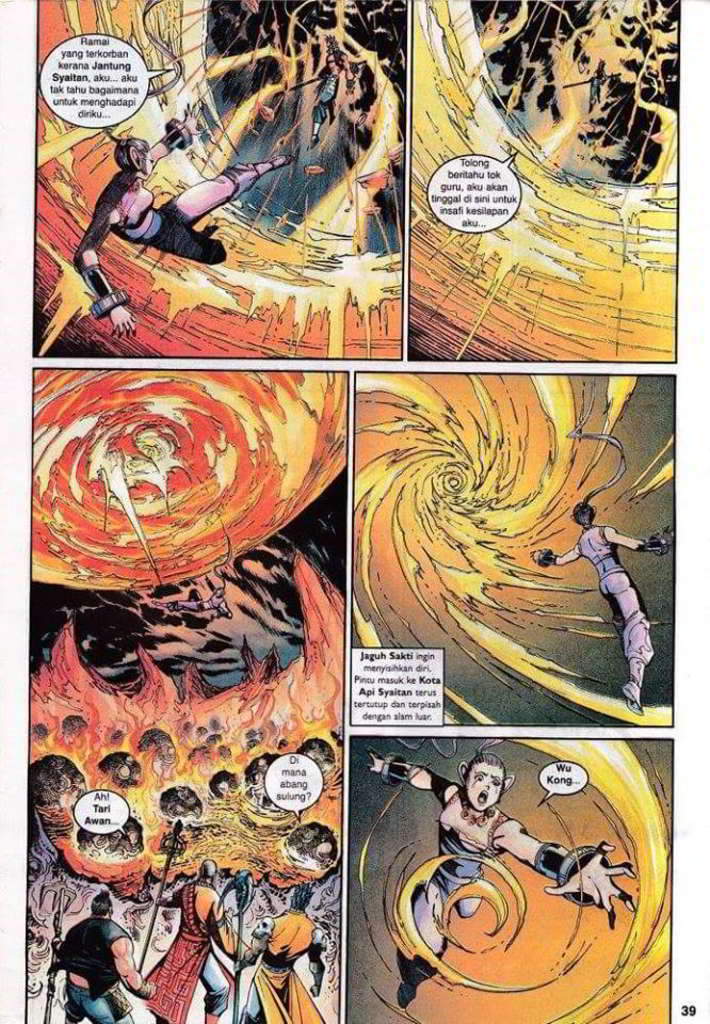 Ramai
yang terkorban
kerana Jantung
Syaitan, aku... aku
tak tahu bagaimana
untuk menghadapi
diriku...
Tolong
beritahu tok
guru, aku akan
tinggal di sini untuk
insafi kesilapan
aku...
Ah!
Tari
Awan...
Di
mana
abang
sulung?
Jaguh Sakti ingin
menyisihkan diri.
Pintu masuk ke Kota
Api Syaitan terus
tertutup dan terpisah
dengan alam luar.
Wu
Kong...
39